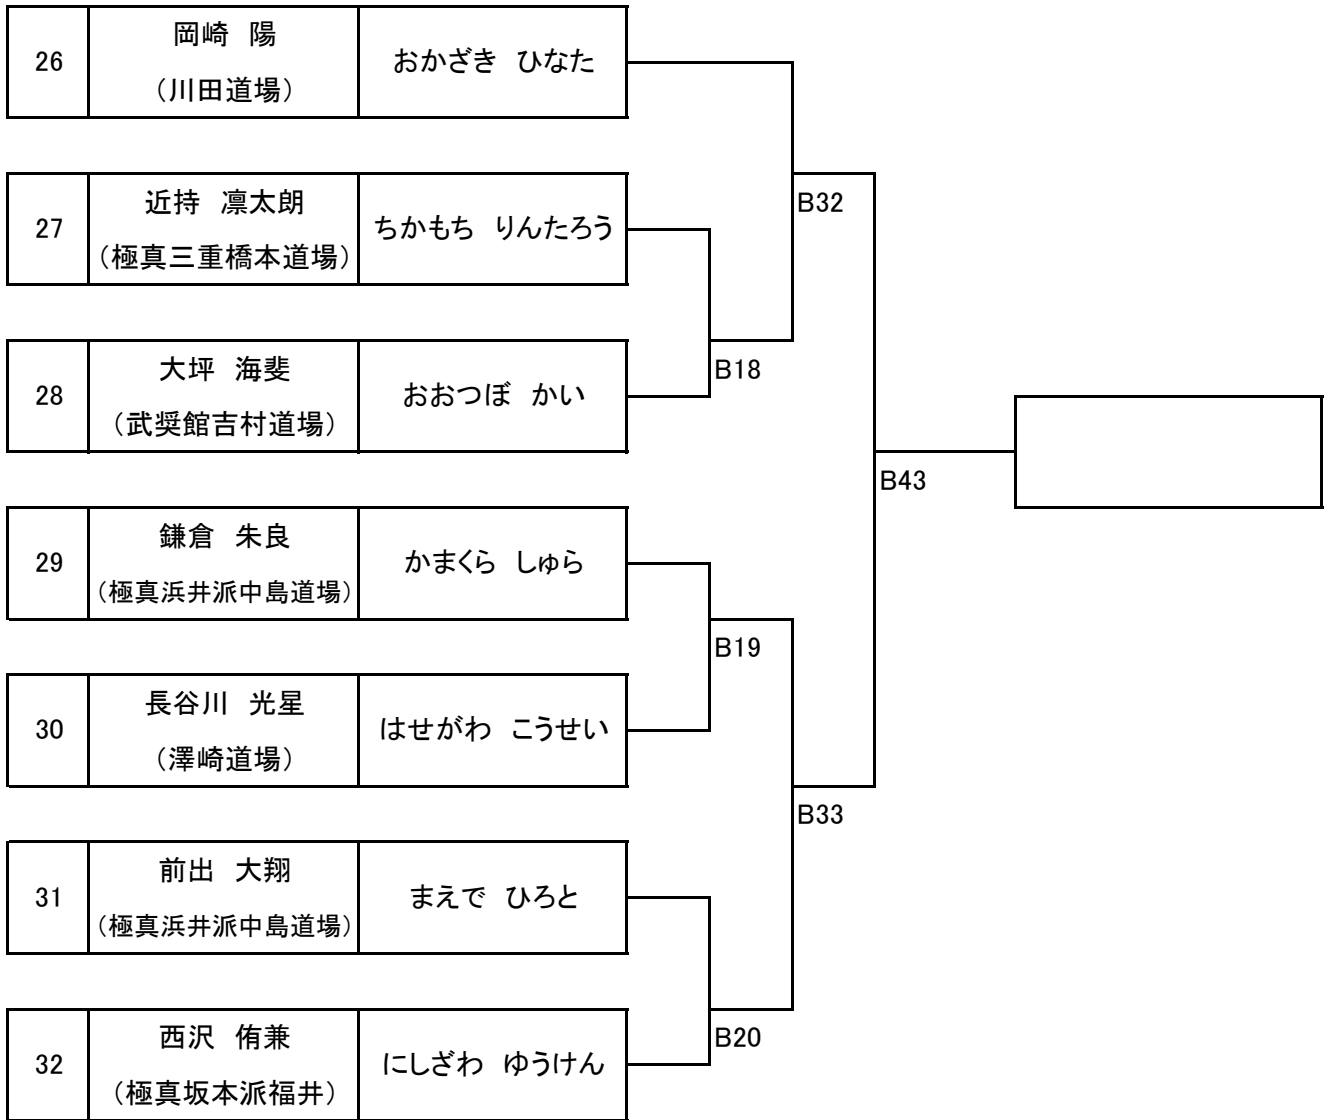 26
岡崎　陽
（川田道場）
おかざき　ひなた
27
近持　凛太朗
（極真三重橋本道場）
ちかもち　りんたろう
B32
28
大坪　海斐
（武奨館吉村道場）
おおつぼ　かい
B18
B43
29
鎌倉　朱良
（極真浜井派中島道場）
かまくら　しゅら
B19
30
長谷川　光星
（澤崎道場）
はせがわ　こうせい
B33
31
前出　大翔
（極真浜井派中島道場）
まえで　ひろと
B20
32
西沢　侑兼
（極真坂本派福井）
にしざわ　ゆうけん